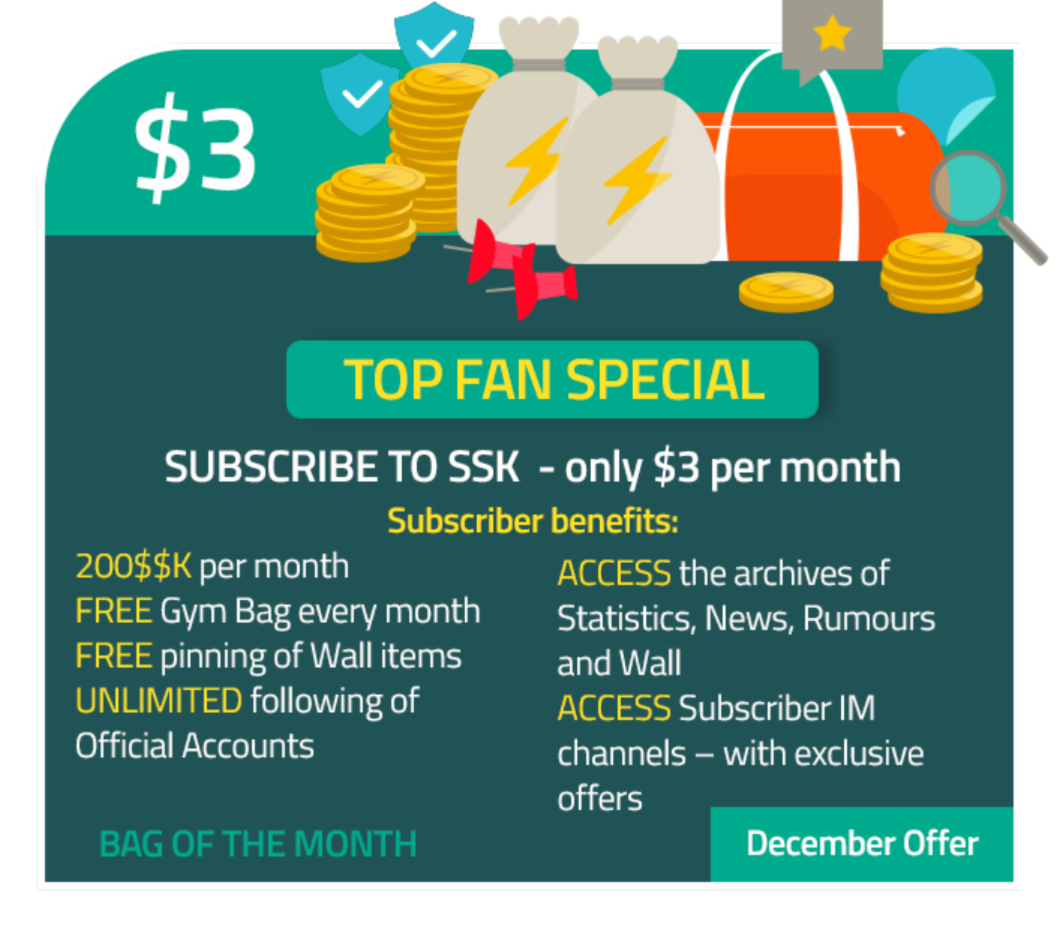 $3
TOP FAN SPECIAL
SUBSCRIBE TO SSK - only $3 per month
Subscriber benefits:
200$$K per month
FREE Gym Bag every month
FREE pinning of Wall items
UNLIMITED following of
Official Accounts
ACCESS the archives of
Statistics, News, Rumours
and Wall
ACCESS Subscriber IM
channels – with exclusive
offers
BAG OF THE MONTH
December Offer